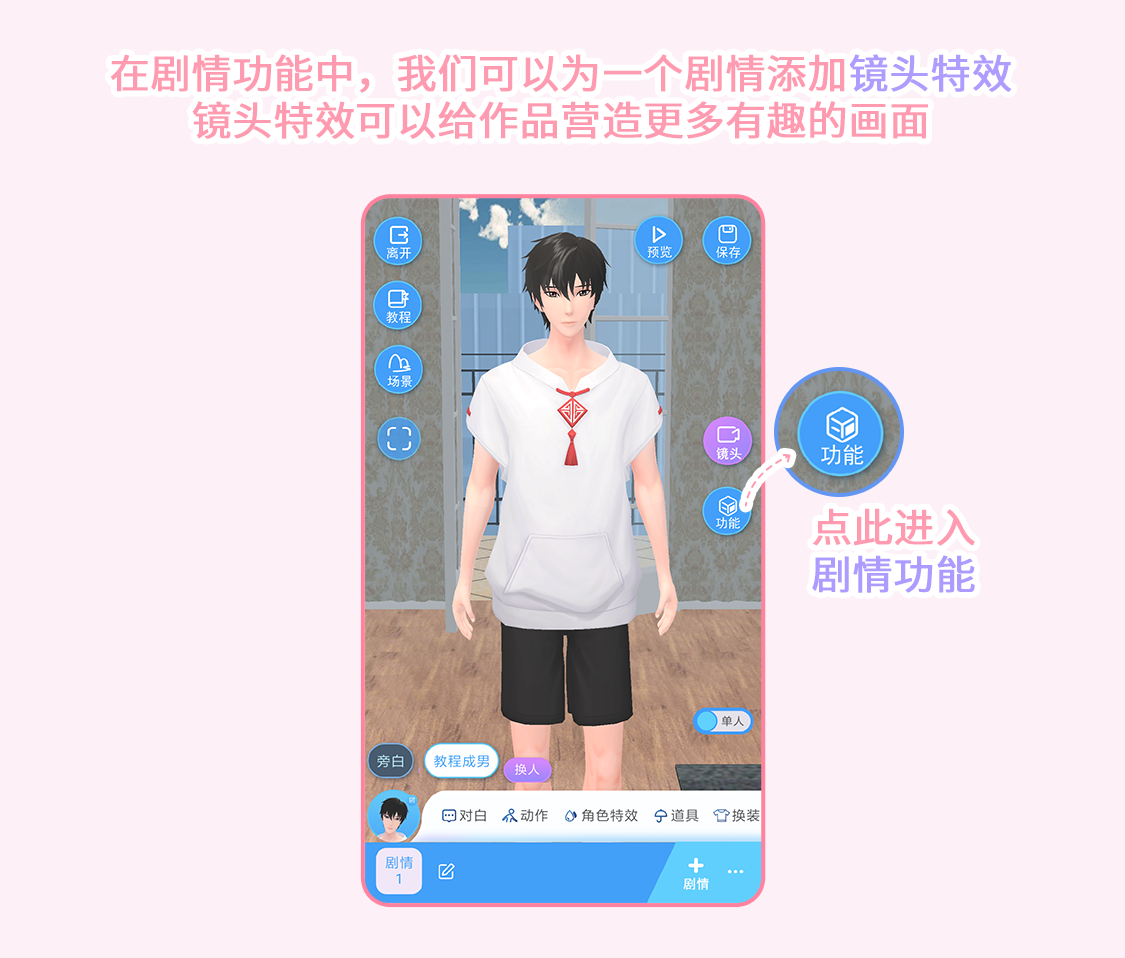 在剧情功能中，我们可以为一个剧情添加镜头特效
镜头特效可以给作品营造更多有趣的画面
离开
预览
保存
教程
场景
镜头
功能
功能
点此进入
剧情功能
单人
旁白
教程成男
换人
对白
动作
角色特效
道具
换装
剧情
1
剧情